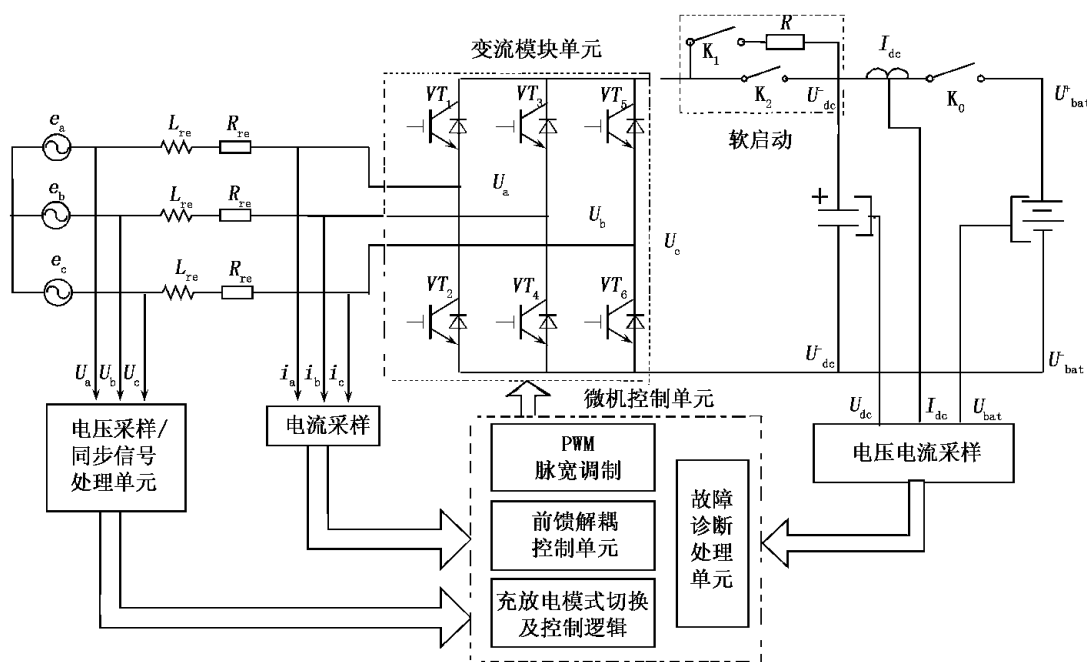 变流模块单元
K₁
R
K₂
U⁻dc
软启动
Idc
K₀
U⁺bat
VT₁
VT₃
VT₅
ea
Lre
Rre
eb
Lre
Rre
ec
Lre
Rre
Ua
Ub
Uc
+
VT₂
VT₄
VT₆
U⁻dc
U⁻bat
Ua
Ub
Uc
ia
ib
ic
微机控制单元
Udc
Idc
Ubat
电压采样/
同步信号
处理单元
电流采样
PWM
脉宽调制
前馈解耦
控制单元
充放电模式切换
及控制逻辑
故障
诊断
处理
单元
电压电流采样